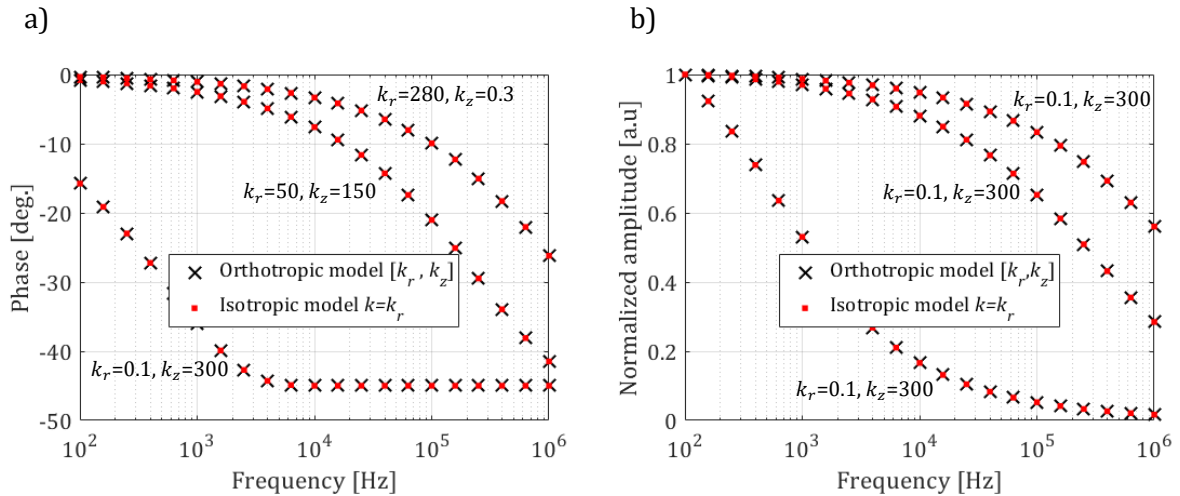 a)
0
-10
-20
-30
-40
-50
Phase [deg.]
k_r=280, k_z=0.3
k_r=50, k_z=150
Orthotropic model [k_r , k_z]
Isotropic model k=k_r
k_r=0.1, k_z=300
10^2
10^3
10^4
10^5
10^6
Frequency [Hz]
b)
1
0.8
0.6
0.4
0.2
0
Normalized amplitude [a.u]
k_r=0.1, k_z=300
k_r=0.1, k_z=300
Orthotropic model [k_r,k_z]
Isotropic model k=k_r
k_r=0.1, k_z=300
10^2
10^3
10^4
10^5
10^6
Frequency [Hz]